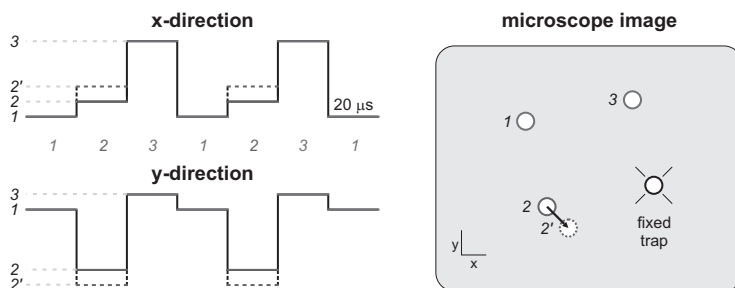 x-direction
3
2'
2
1
20 μs
1 2 3 1 2 3 1
y-direction
3
1
2
2'
microscope image
1
3
2
2'
fixed
trap
y
x